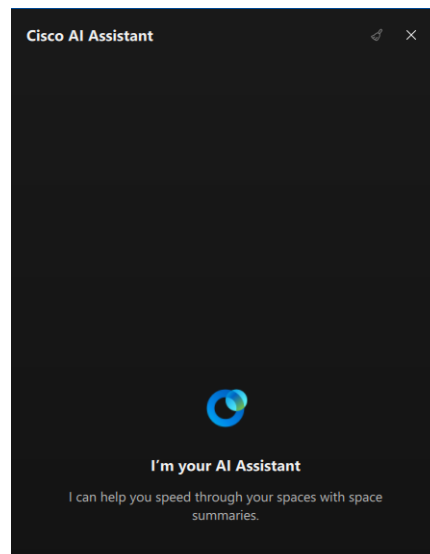 Cisco AI Assistant
I'm your AI Assistant
I can help you speed through your spaces with space
summaries.